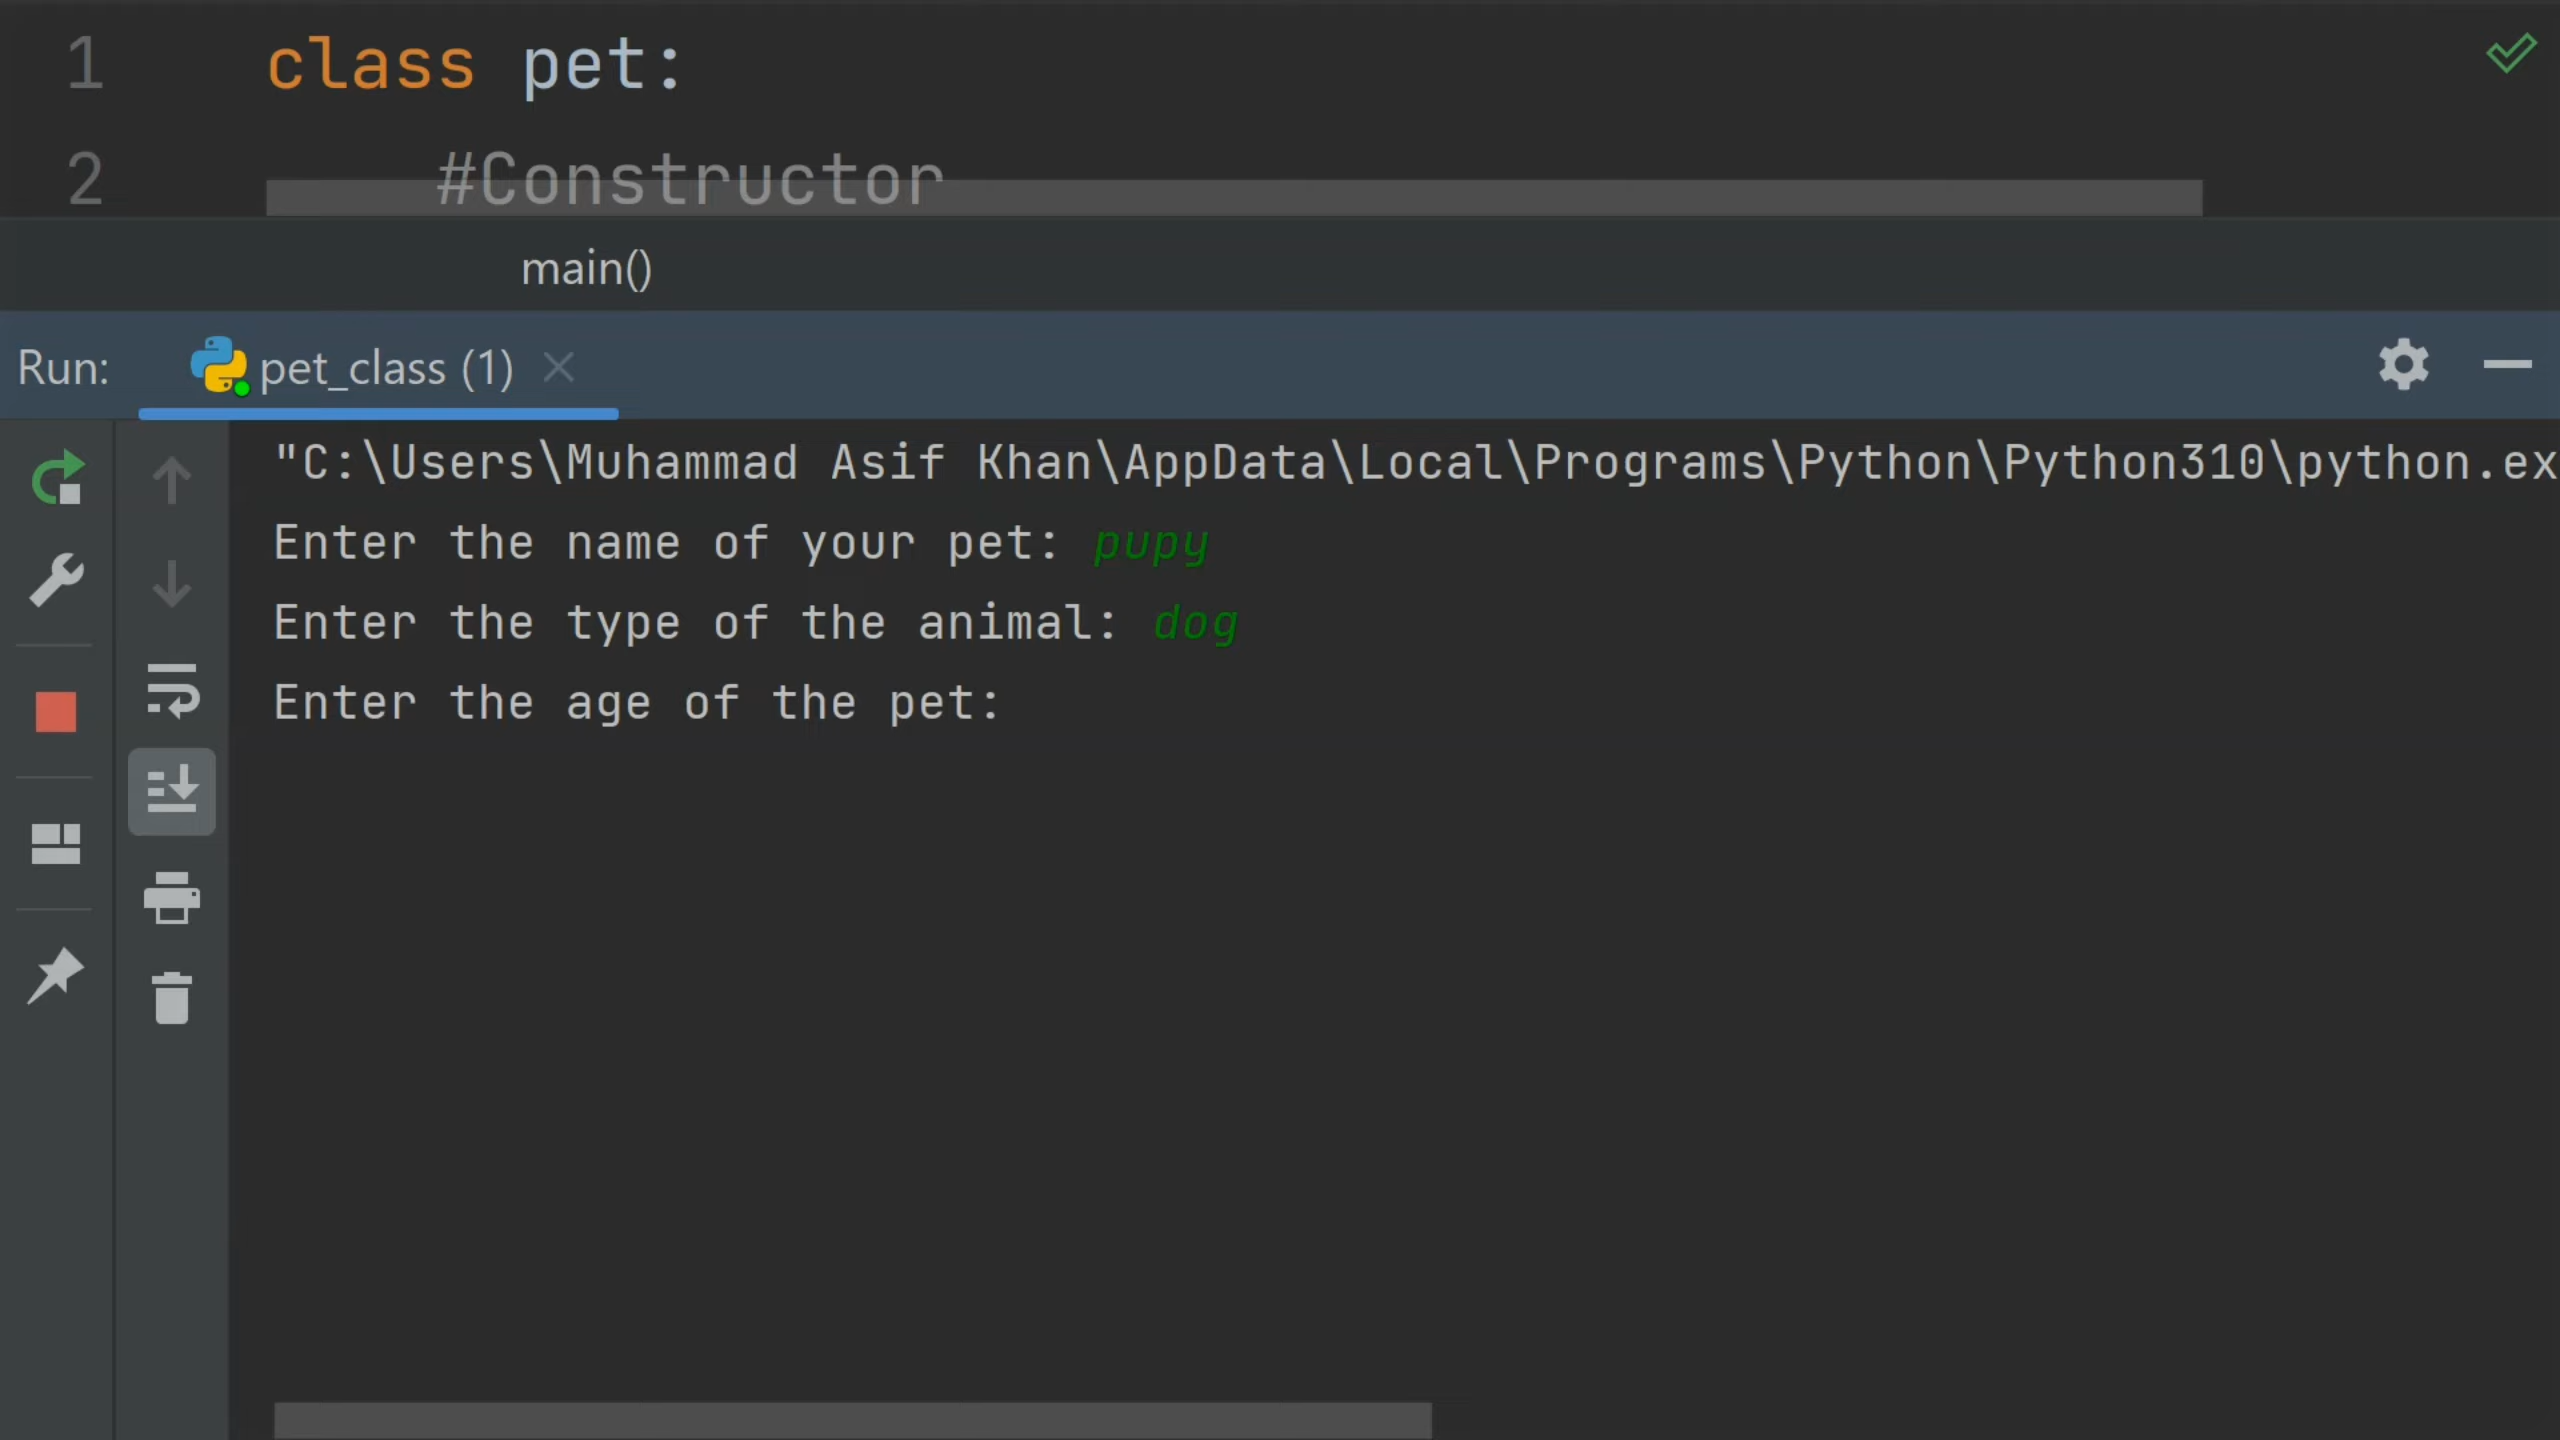 1 class pet:
2 #Constructor
main()
Run: pet_class (1)
"C:\Users\Muhammad Asif Khan\AppData\Local\Programs\Python\Python310\python.ex
Enter the name of your pet: pupy
Enter the type of the animal: dog
Enter the age of the pet: